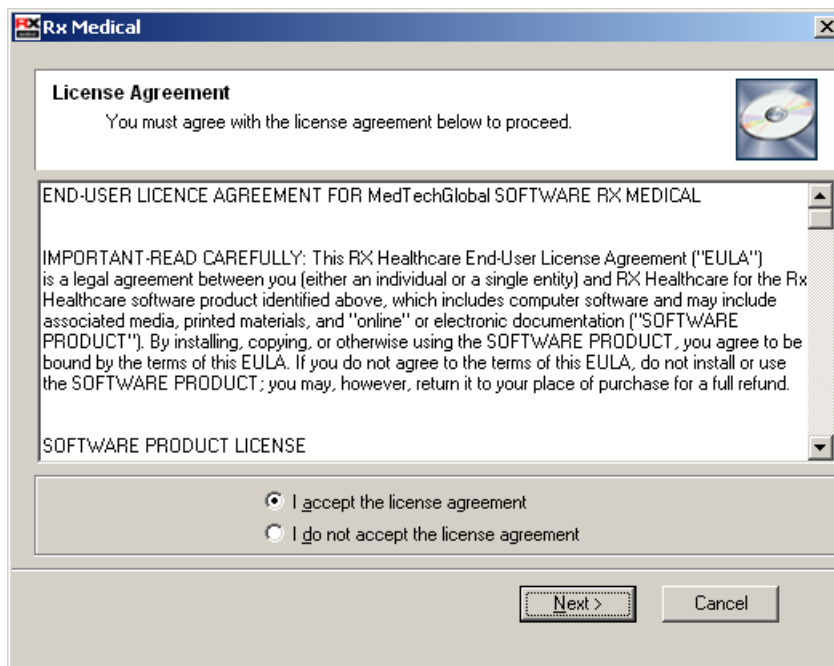 RX Rx Medical
License Agreement
You must agree with the license agreement below to proceed.
END-USER LICENCE AGREEMENT FOR MedTechGlobal SOFTWARE RX MEDICAL
IMPORTANT-READ CAREFULLY: This RX Healthcare End-User License Agreement ("EULA")
is a legal agreement between you (either an individual or a single entity) and RX Healthcare for the Rx
Healthcare software product identified above, which includes computer software and may include
associated media, printed materials, and "online" or electronic documentation ("SOFTWARE
PRODUCT"). By installing, copying, or otherwise using the SOFTWARE PRODUCT, you agree to be
bound by the terms of this EULA. If you do not agree to the terms of this EULA, do not install or use
the SOFTWARE PRODUCT; you may, however, return it to your place of purchase for a full refund.
SOFTWARE PRODUCT LICENSE
I accept the license agreement
I do not accept the license agreement
Next > Cancel